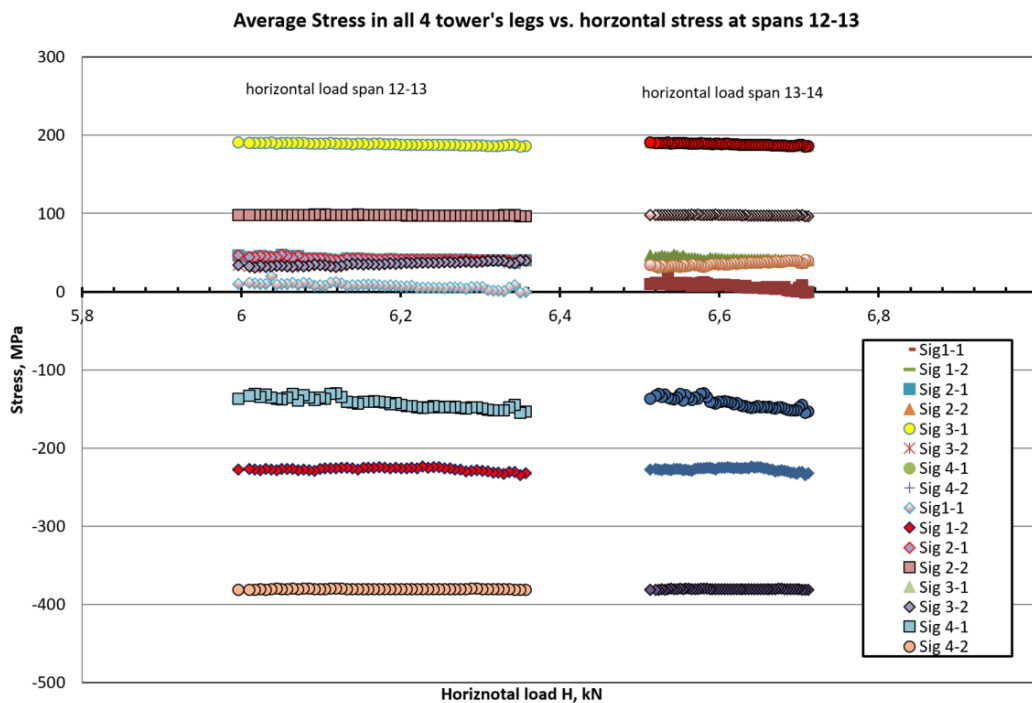 Average Stress in all 4 tower's legs vs. horzontal stress at spans 12-13
300
horizontal load span 12-13
horizontal load span 13-14
200
100
0
5,8
6
6,2
6,4
6,6
6,8
Stress, MPa
-100
-200
-300
-400
-500
Sig1-1
Sig 1-2
Sig 2-1
Sig 2-2
Sig 3-1
Sig 3-2
Sig 4-1
Sig 4-2
Sig1-1
Sig 1-2
Sig 2-1
Sig 2-2
Sig 3-1
Sig 3-2
Sig 4-1
Sig 4-2
Horiznotal load H, kN